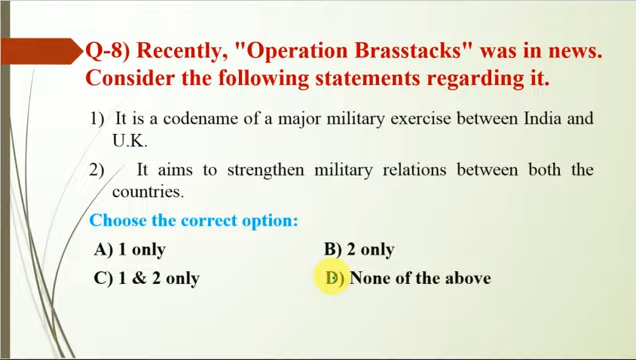 Q-8) Recently, "Operation Brasstacks" was in news.
Consider the following statements regarding it.
1) It is a codename of a major military exercise between India and
U.K.
2) It aims to strengthen military relations between both the
countries.
Choose the correct option:
A) 1 only B) 2 only
C) 1 & 2 only D) None of the above